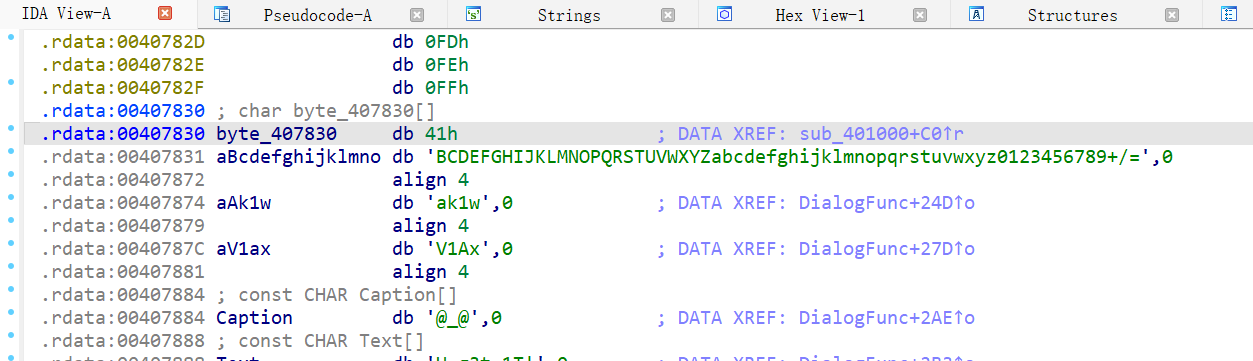 IDA View-A Pseudocode-A Strings Hex View-1 Structures
.rdata:0040782D db 0FDh
.rdata:0040782E db 0FEh
.rdata:0040782F db 0FFh
.rdata:00407830 ; char byte_407830[]
.rdata:00407830 byte_407830 db 41h ; DATA XREF: sub_401000+C0↑r
.rdata:00407831 aBcdefghijklmno db 'BCDEFGHIJKLMNOPQRSTUVWXYZabcdefghijklmnopqrstuvwxyz0123456789+/=',0
.rdata:00407872 align 4
.rdata:00407874 aAk1w db 'ak1w',0 ; DATA XREF: DialogFunc+24D↑o
.rdata:00407879 align 4
.rdata:0040787C aV1ax db 'V1Ax',0 ; DATA XREF: DialogFunc+27D↑o
.rdata:00407881 align 4
.rdata:00407884 ; const CHAR Caption[]
.rdata:00407884 Caption db '@_@',0 ; DATA XREF: DialogFunc+2AE↑o
.rdata:00407888 ; const CHAR Text[]